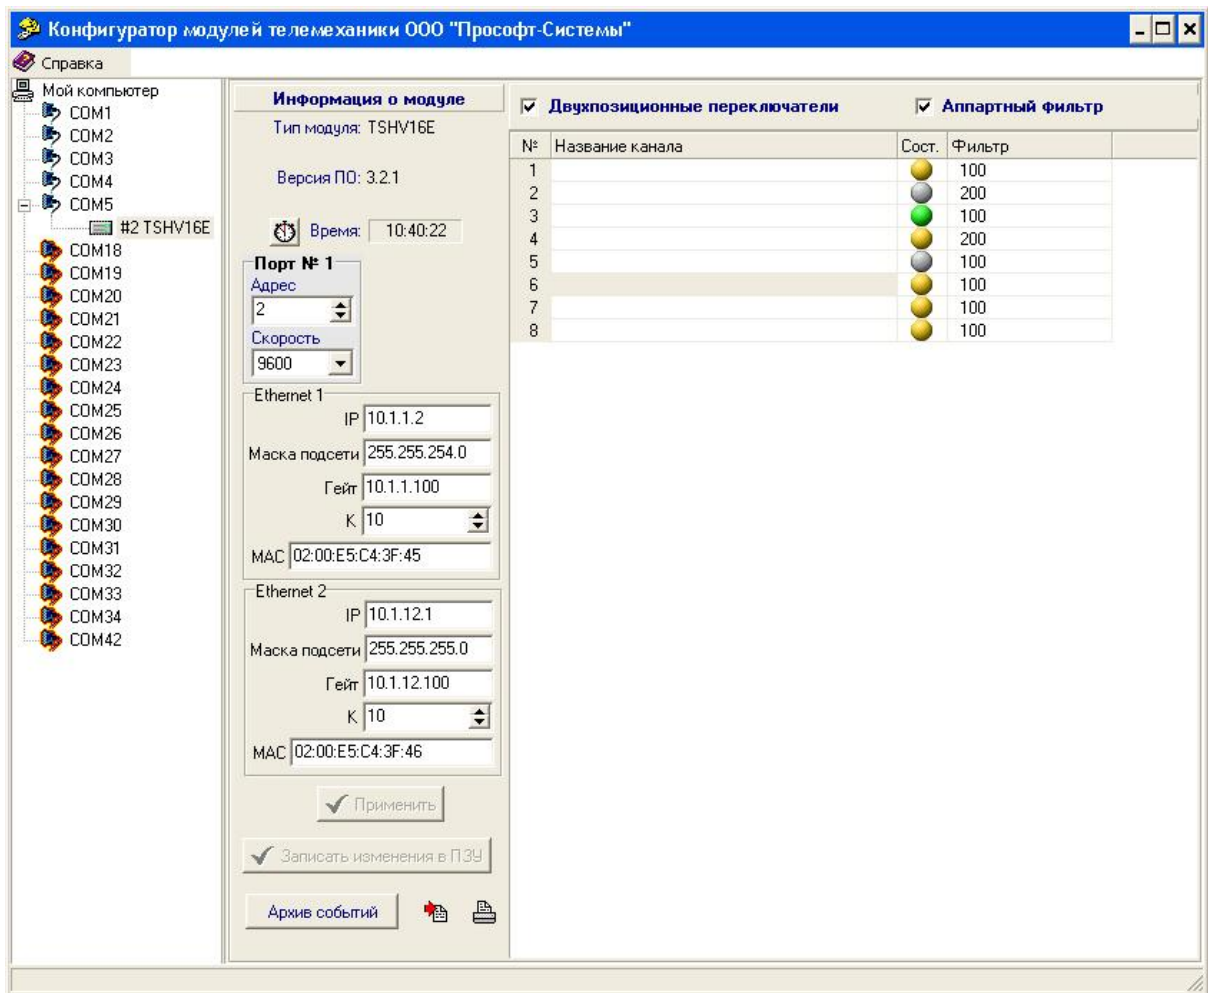 Конфигуратор модулей телемеханики ООО "Прософт-Системы"
Справка
Мой компьютер
COM1
COM2
COM3
COM4
COM5
#2 TSHV16E
COM18
COM19
COM20
COM21
COM22
COM23
COM24
COM25
COM26
COM27
COM28
COM29
COM30
COM31
COM32
COM33
COM34
COM42
Информация о модуле
Тип модуля: TSHV16E
Версия ПО: 3.2.1
Время: 10:40:22
Порт № 1
Адрес
2
Скорость
9600
Ethernet 1
IP 10.1.1.2
Маска подсети 255.255.254.0
Гейт 10.1.1.100
К 10
MAC 02:00:E5:C4:3F:45
Ethernet 2
IP 10.1.12.1
Маска подсети 255.255.255.0
Гейт 10.1.12.100
К 10
MAC 02:00:E5:C4:3F:46
Применить
Записать изменения в ПЗУ
Архив событий
Двухпозиционные переключатели Аппартный фильтр
№ Название канала Сост. Фильтр
1 100
2 200
3 100
4 200
5 100
6 100
7 100
8 100